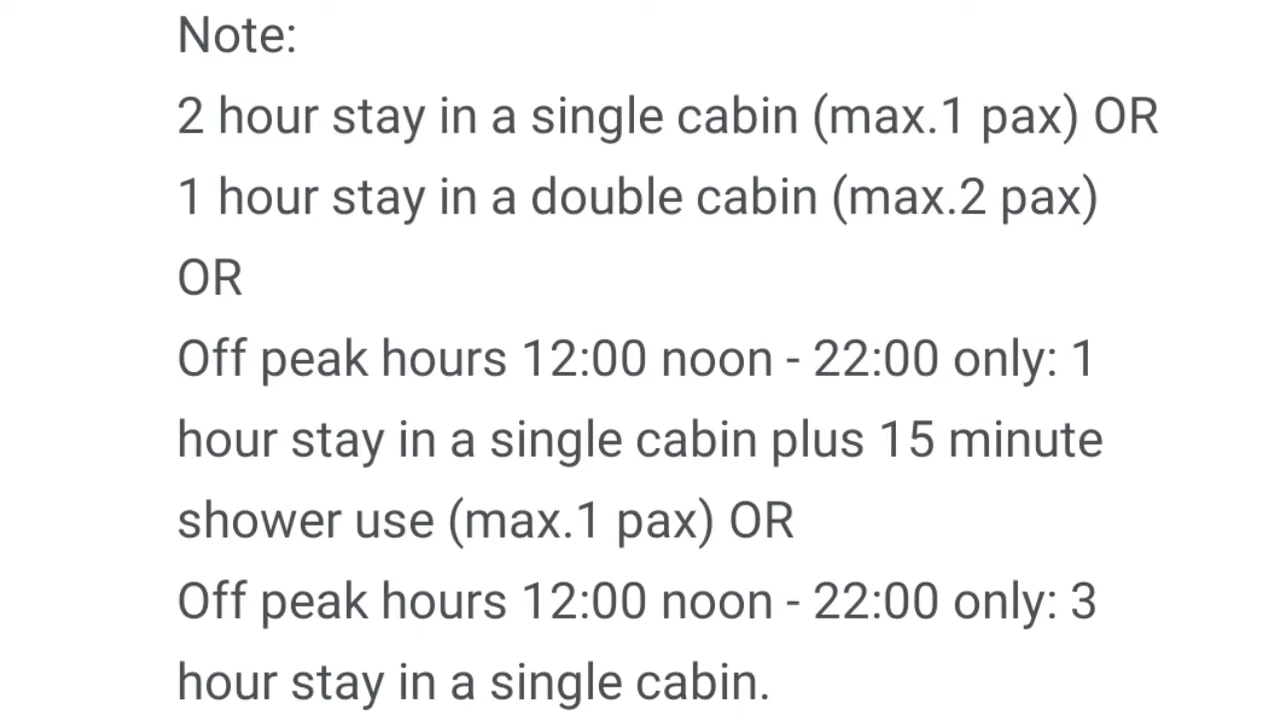 Note:
2 hour stay in a single cabin (max.1 pax) OR
1 hour stay in a double cabin (max.2 pax)
OR
Off peak hours 12:00 noon - 22:00 only: 1
hour stay in a single cabin plus 15 minute
shower use (max.1 pax) OR
Off peak hours 12:00 noon - 22:00 only: 3
hour stay in a single cabin.